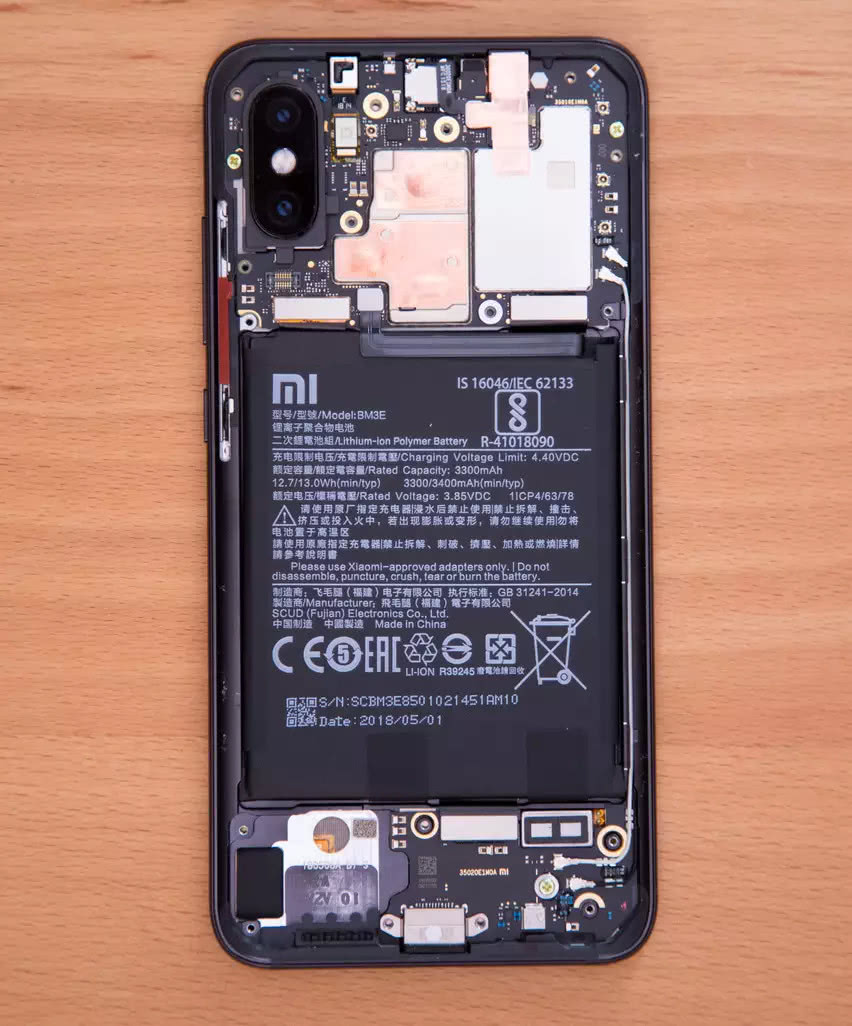 35010E1M0A
mi
IS 16046/IEC 62133
R-41018090
型号/型號/Model:BM3E
锂离子聚合物电池
二次鋰電池組/Lithium-Ion Polymer Battery
充电限制电压/充電限制電壓/Charging Voltage Limit: 4.40VDC
额定容量/額定電容量/Rated Capacity: 3300mAh
12.7/13.0Wh(min/typ) 3300/3400mAh(min/typ)
额定电压/標稱電壓/Rated Voltage: 3.85VDC 1ICP4/63/78
请使用原厂指定充电器|浸水后禁止使用|禁止拆解、撞击、
挤压或投入火中，若出现膨胀或变形，请勿继续使用|勿将
电池置于高温区
請使用原廠指定充電器|禁止拆解、刺破、擠壓、加熱或燃燒|詳情
請參考說明書
Please use Xiaomi-approved adapters only. | Do not
disassemble, puncture, crush, tear or burn the battery.
制造商：飞毛腿（福建）电子有限公司 执行标准：GB 31241-2014
製造商/Manufacturer: 飛毛腿（福建）電子有限公司
SCUD (Fujian) Electronics Co., Ltd.
中国制造 中國製造 Made in China
CE 5 EAC
LI-ION R39245 廢電池請回收
S/N:SCBM3E8501021451AM10
Date:2018/05/01
35020E1M0A mi